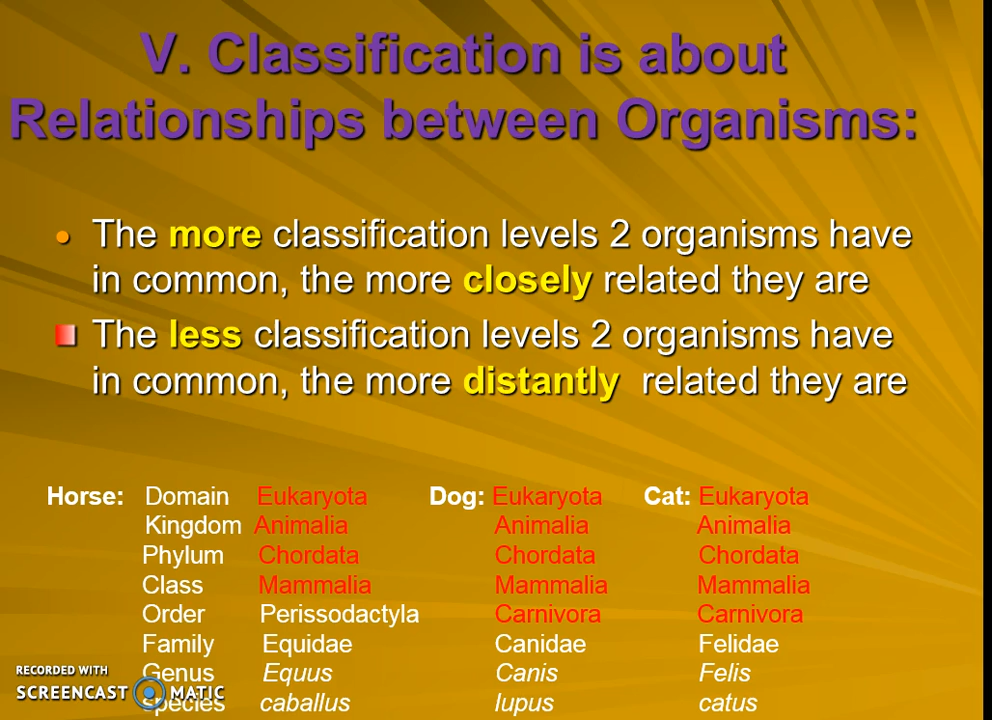 V. Classification is about
Relationships between Organisms:
The more classification levels 2 organisms have
in common, the more closely related they are
The less classification levels 2 organisms have
in common, the more distantly related they are
Horse: Domain Eukaryota Dog: Eukaryota Cat: Eukaryota
Kingdom Animalia Animalia Animalia
Phylum Chordata Chordata Chordata
Class Mammalia Mammalia Mammalia
Order Perissodactyla Carnivora Carnivora
Family Equidae Canidae Felidae
Genus Equus Canis Felis
species caballus lupus catus
RECORDED WITH
SCREENCAST MATIC